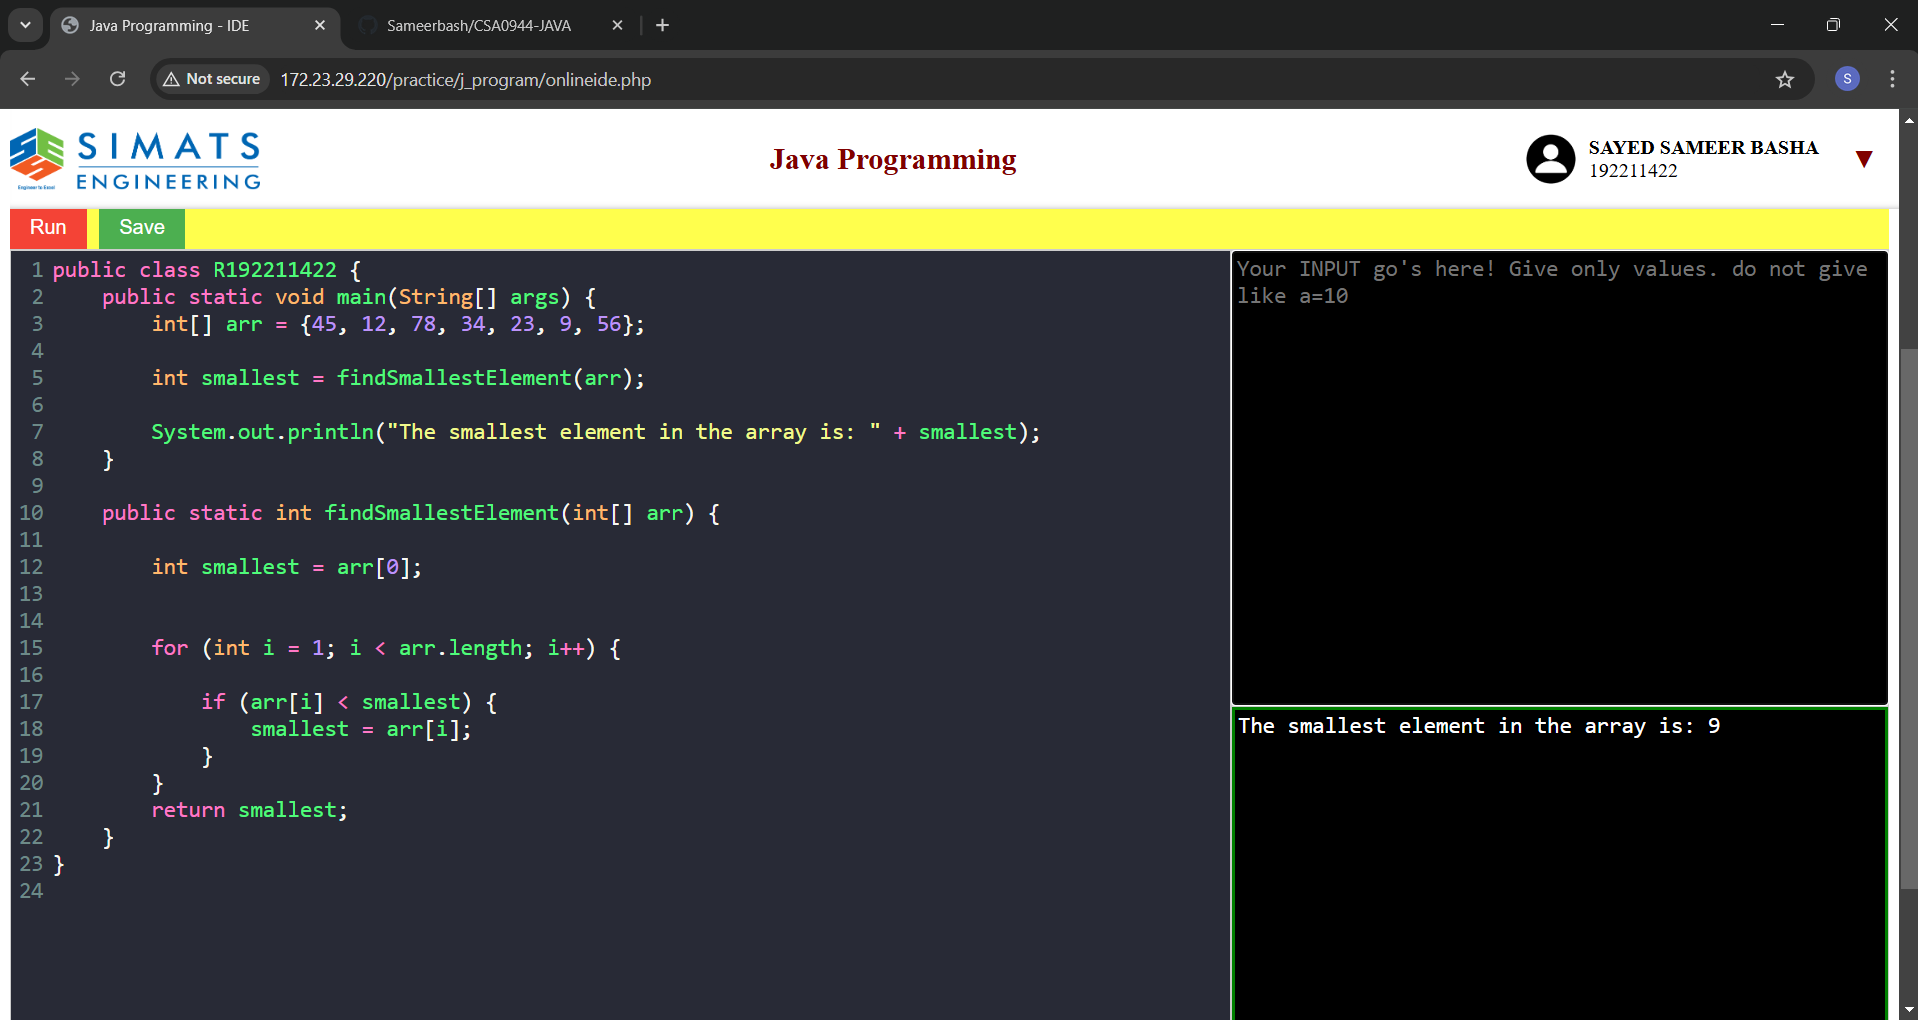 Java Programming - IDE
Sameerbash/CSA0944-JAVA
Not secure
172.23.29.220/practice/j_program/onlineide.php
S
SIMATS
ENGINEERING
Engineer to Excel
Java Programming
SAYED SAMEER BASHA
192211422
Run
Save
1 public class R192211422 {
2     public static void main(String[] args) {
3         int[] arr = {45, 12, 78, 34, 23, 9, 56};
4
5         int smallest = findSmallestElement(arr);
6
7         System.out.println("The smallest element in the array is: " + smallest);
8     }
9
10     public static int findSmallestElement(int[] arr) {
11
12         int smallest = arr[0];
13
14
15         for (int i = 1; i < arr.length; i++) {
16
17             if (arr[i] < smallest) {
18                 smallest = arr[i];
19             }
20         }
21         return smallest;
22     }
23 }
24
Your INPUT go's here! Give only values. do not give
like a=10
The smallest element in the array is: 9